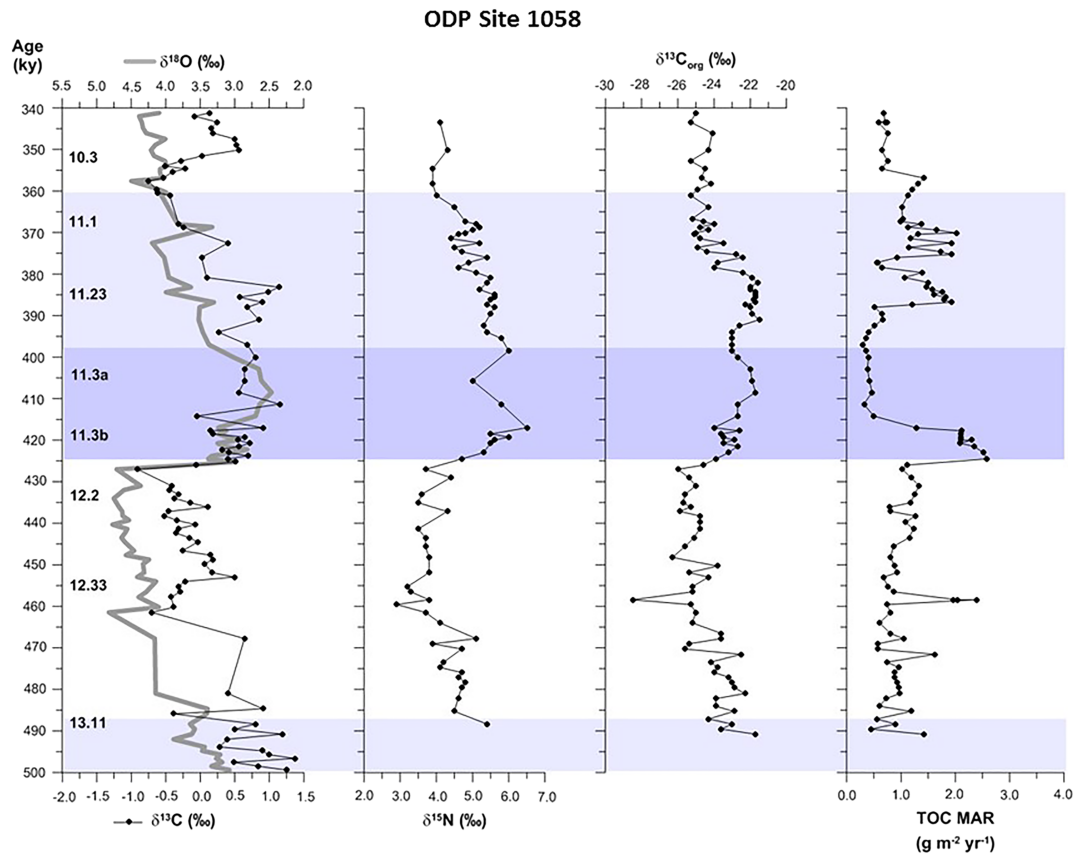 ODP Site 1058
Age
(ky)
δ18O (‰)
δ13Corg (‰)
5.5 5.0 4.5 4.0 3.5 3.0 2.5 2.0
-30 -28 -26 -24 -22 -20
340
350
10.3
360
11.1
370
380
11.23
390
400
11.3a
410
11.3b
420
430
12.2
440
450
12.33
460
470
480
13.11
490
500
-2.0 -1.5 -1.0 0.0 0.5 1.0 1.5
2.0 3.0 4.0 5.0 6.0 7.0
0.0 1.0 2.0 3.0 4.0
δ13C (‰)
δ15N (‰)
TOC MAR
(g m-2 yr-1)